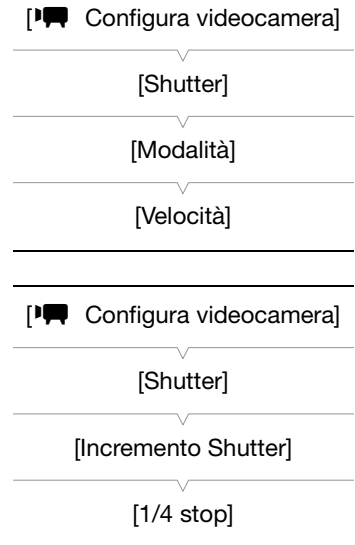 [ Configura videocamera]
[Shutter]
[Modalità]
[Velocità]
[ Configura videocamera]
[Shutter]
[Incremento Shutter]
[1/4 stop]